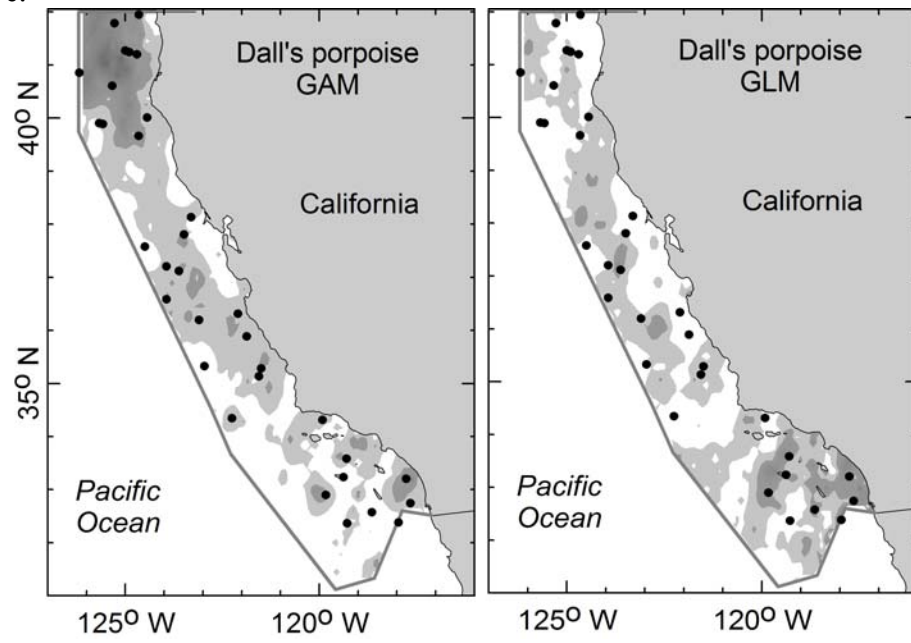 Dall's porpoise
GAM
California
Pacific
Ocean
40° N
35° N
125° W
120° W
Dall's porpoise
GLM
California
Pacific
Ocean
125° W
120° W